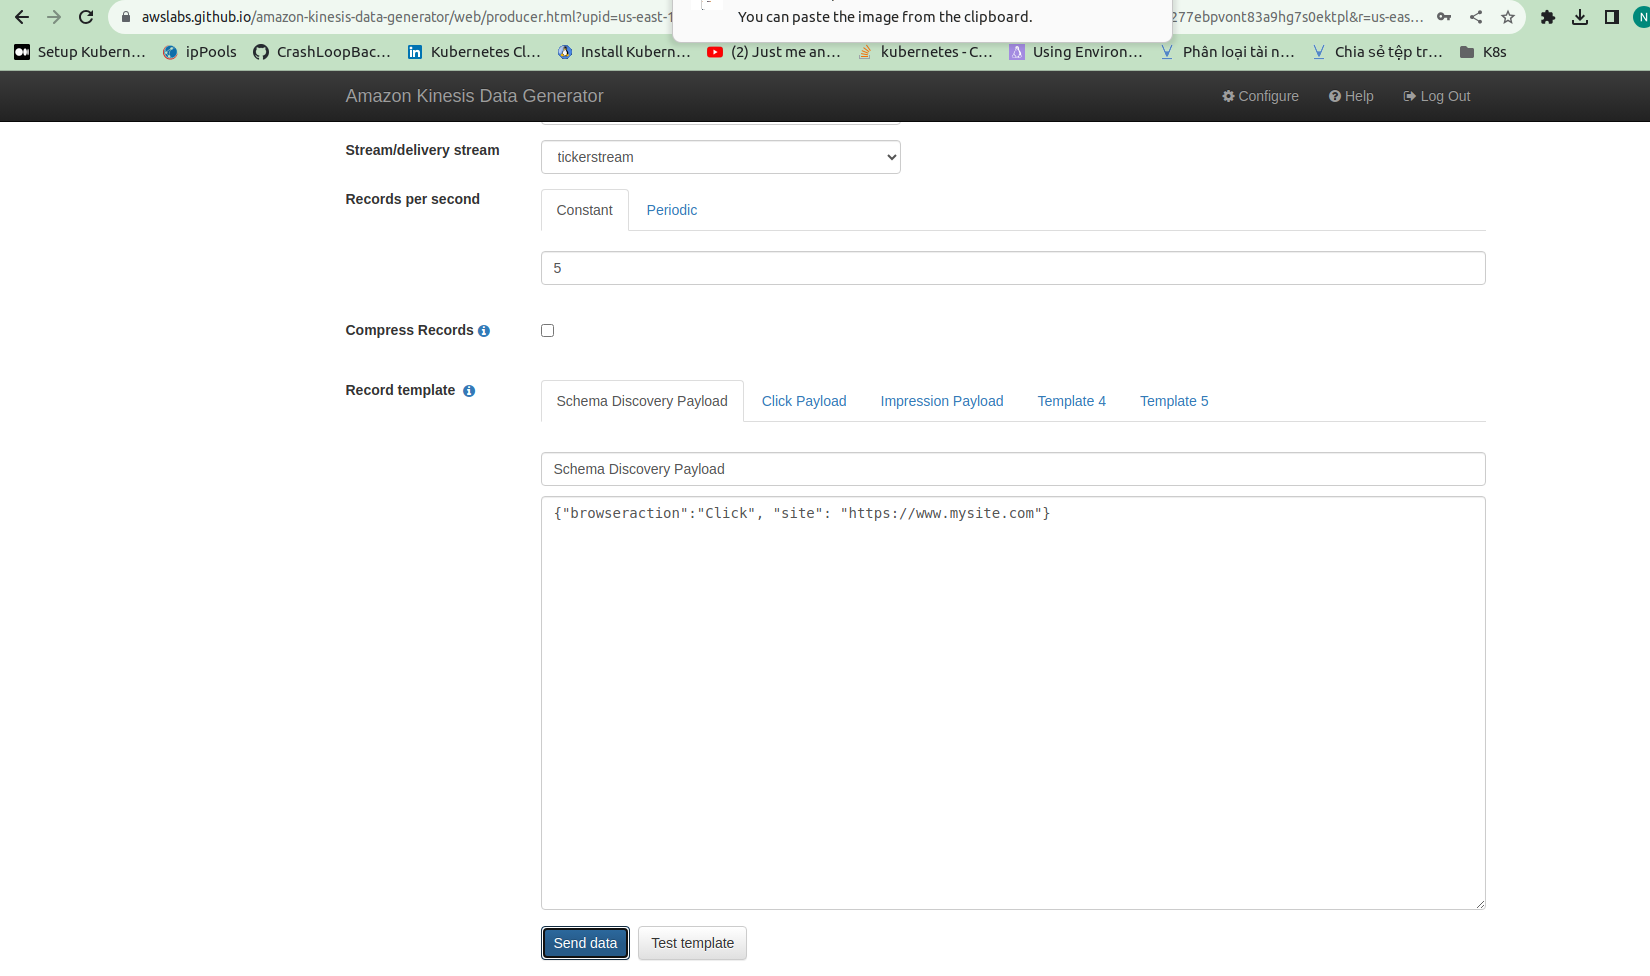 awslabs.github.io/amazon-kinesis-data-generator/web/producer.html?upid=us-east-
You can paste the image from the clipboard.
277ebpvont83a9hg7s0ektpl&r=us-eas...
N
Setup Kubern... ipPools CrashLoopBac... Kubernetes Cl... Install Kubern... (2) Just me an... kubernetes - C... Using Environ... Phân loại tài n... Chia sẻ tệp tr... K8s
Amazon Kinesis Data Generator Configure Help Log Out
Stream/delivery stream tickerstream
Records per second Constant Periodic
5
Compress Records
Record template Schema Discovery Payload Click Payload Impression Payload Template 4 Template 5
Schema Discovery Payload
{"browseraction":"Click", "site": "https://www.mysite.com"}
Send data Test template